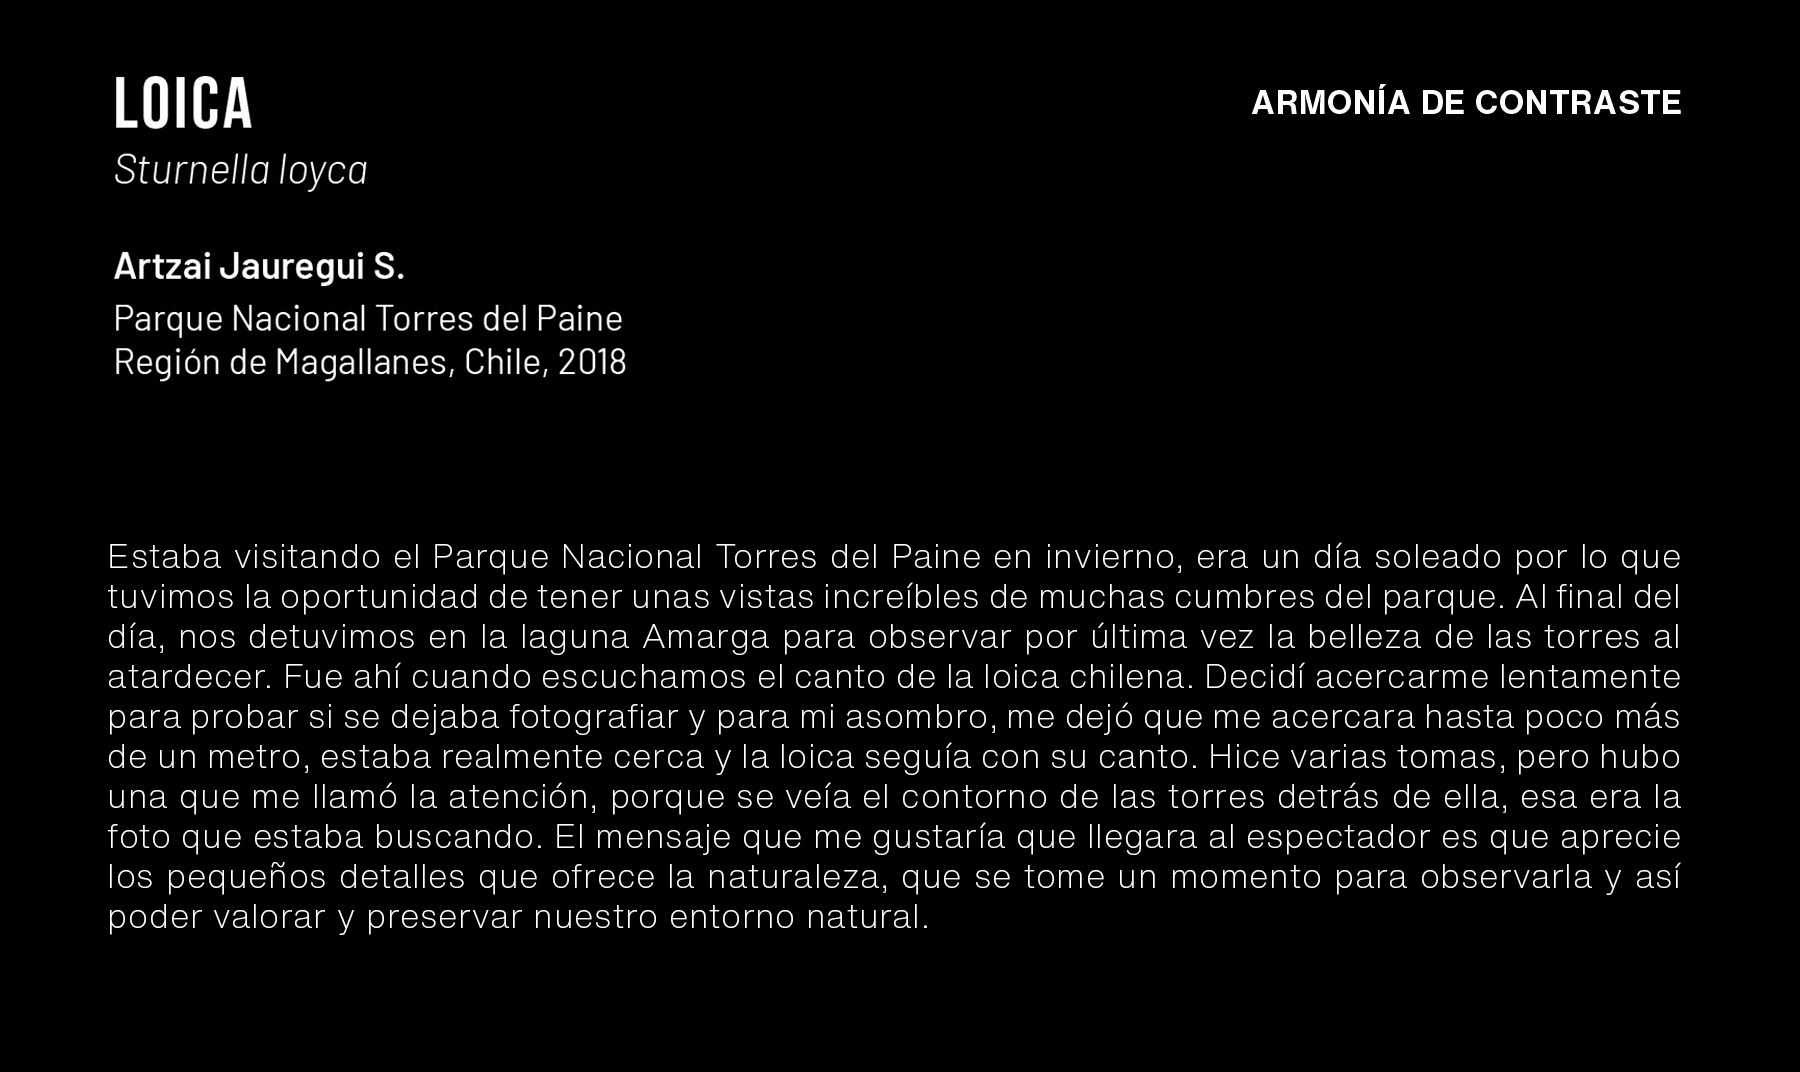 LOICA
ARMONÍA DE CONTRASTE
Sturnella loyca
Artzai Jauregui S.
Parque Nacional Torres del Paine
Región de Magallanes, Chile, 2018
Estaba visitando el Parque Nacional Torres del Paine en invierno, era un día soleado por lo que
tuvimos la oportunidad de tener unas vistas increíbles de muchas cumbres del parque. Al final del
día, nos detuvimos en la laguna Amarga para observar por última vez la belleza de las torres al
atardecer. Fue ahí cuando escuchamos el canto de la loica chilena. Decidí acercarme lentamente
para probar si se dejaba fotografiar y para mi asombro, me dejó que me acercara hasta poco más
de un metro, estaba realmente cerca y la loica seguía con su canto. Hice varias tomas, pero hubo
una que me llamó la atención, porque se veía el contorno de las torres detrás de ella, esa era la
foto que estaba buscando. El mensaje que me gustaría que llegara al espectador es que aprecie
los pequeños detalles que ofrece la naturaleza, que se tome un momento para observarla y así
poder valorar y preservar nuestro entorno natural.